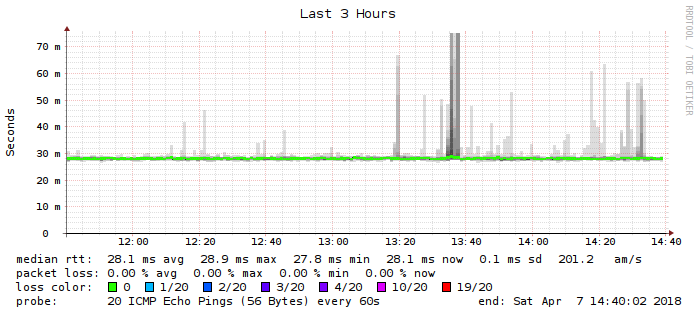 Last 3 Hours
RRDTOOL / TOBI OETIKER
Seconds
70 m
60 m
50 m
40 m
30 m
20 m
10 m
0
12:00 12:20 12:40 13:00 13:20 13:40 14:00 14:20 14:40
median rtt: 28.1 ms avg 28.9 ms max 27.8 ms min 28.1 ms now 0.1 ms sd 201.2 am/s
packet loss: 0.00 % avg 0.00 % max 0.00 % min 0.00 % now
loss color: 0 1/20 2/20 3/20 4/20 10/20 19/20
probe: 20 ICMP Echo Pings (56 Bytes) every 60s end: Sat Apr 7 14:40:02 2018